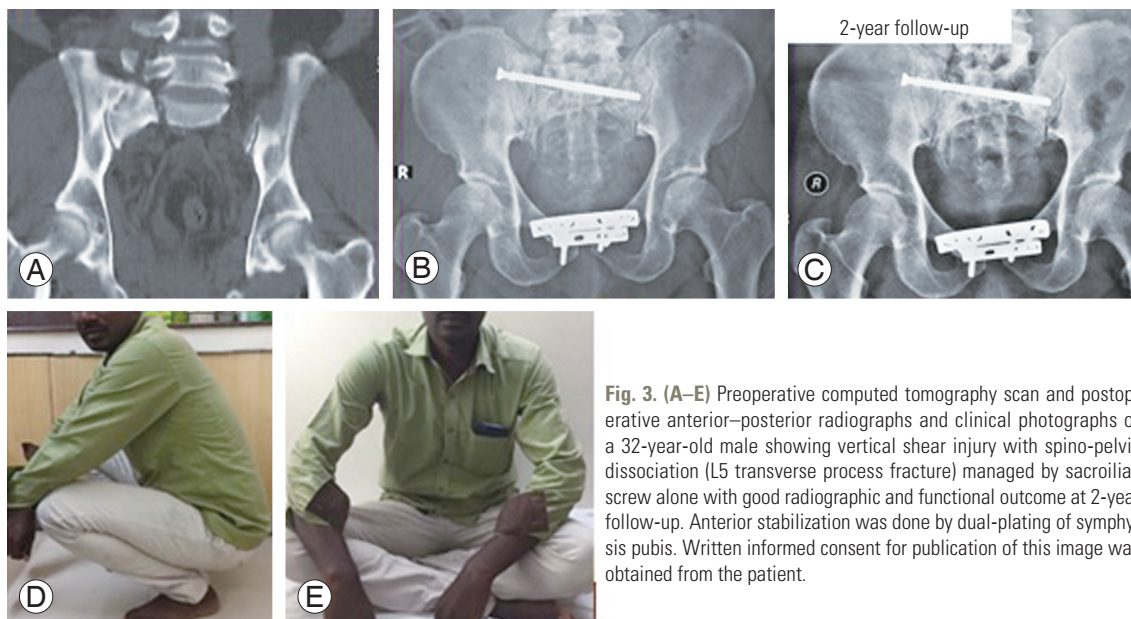 2-year follow-up
A
B
R
C
R
D
E
Fig. 3. (A–E) Preoperative computed tomography scan and postop
erative anterior–posterior radiographs and clinical photographs o
a 32-year-old male showing vertical shear injury with spino-pelvi
dissociation (L5 transverse process fracture) managed by sacroilia
screw alone with good radiographic and functional outcome at 2-yea
follow-up. Anterior stabilization was done by dual-plating of symphy
sis pubis. Written informed consent for publication of this image wa
obtained from the patient.